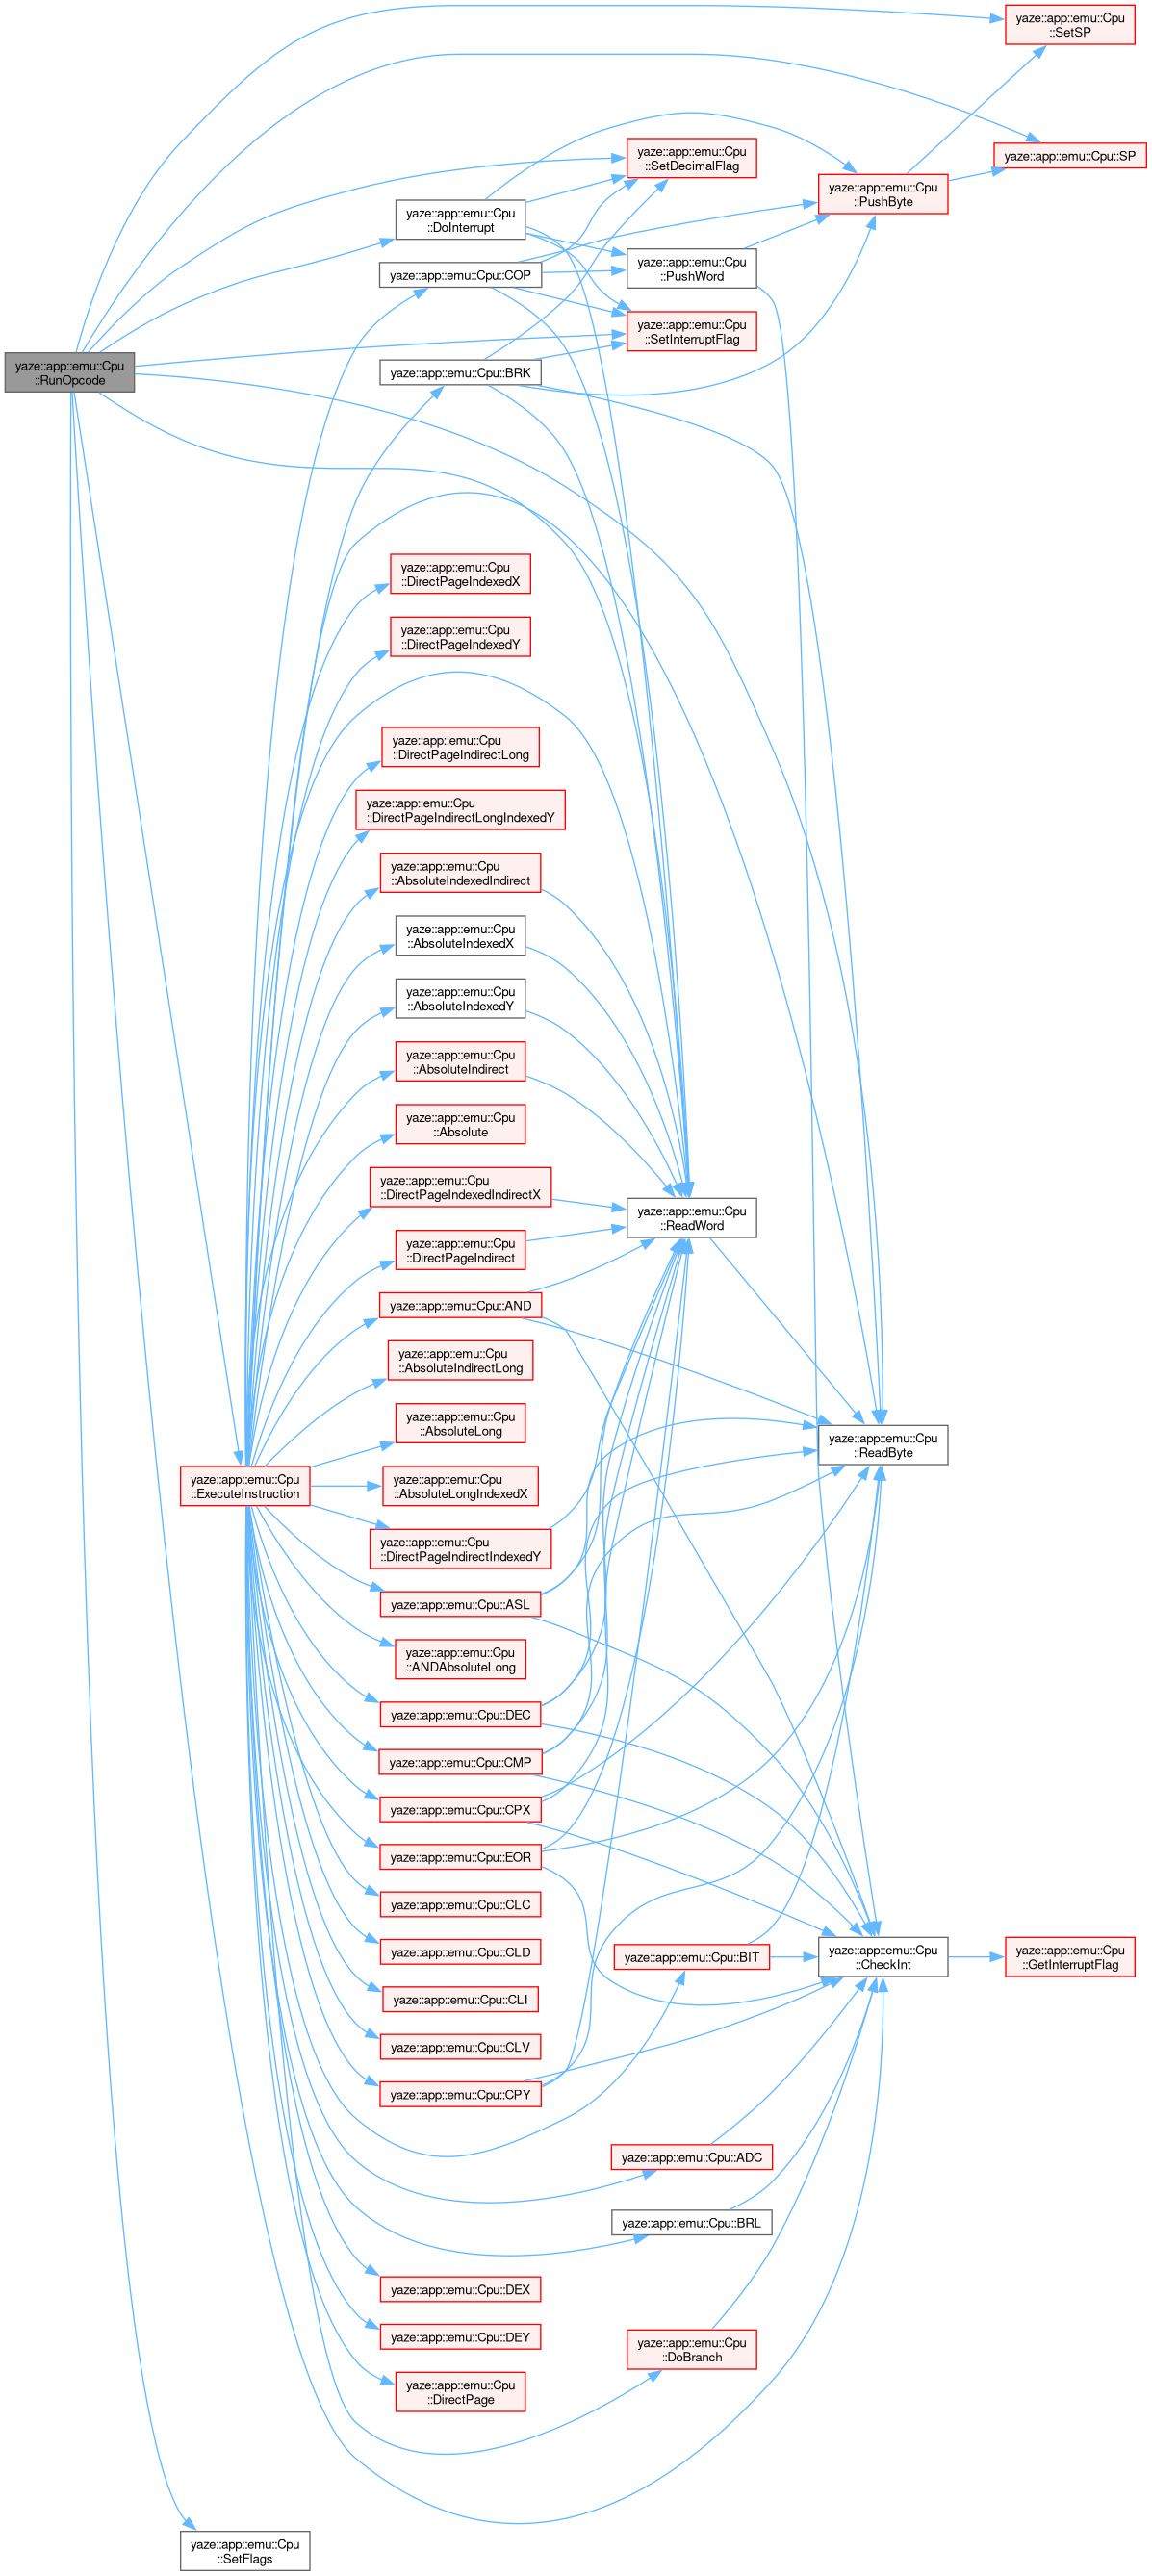 yaze::app::emu::Cpu
::RunOpcode
yaze::app::emu::Cpu
::SetSP
yaze::app::emu::Cpu::SP
yaze::app::emu::Cpu
::SetDecimalFlag
yaze::app::emu::Cpu
::PushByte
yaze::app::emu::Cpu
::DoInterrupt
yaze::app::emu::Cpu::COP
yaze::app::emu::Cpu
::PushWord
yaze::app::emu::Cpu
::SetInterruptFlag
yaze::app::emu::Cpu::BRK
yaze::app::emu::Cpu
::DirectPageIndexedX
yaze::app::emu::Cpu
::DirectPageIndexedY
yaze::app::emu::Cpu
::DirectPageIndirectLong
yaze::app::emu::Cpu
::DirectPageIndirectLongIndexedY
yaze::app::emu::Cpu
::AbsoluteIndexedIndirect
yaze::app::emu::Cpu
::AbsoluteIndexedX
yaze::app::emu::Cpu
::AbsoluteIndexedY
yaze::app::emu::Cpu
::AbsoluteIndirect
yaze::app::emu::Cpu
::Absolute
yaze::app::emu::Cpu
::DirectPageIndexedIndirectX
yaze::app::emu::Cpu
::ReadWord
yaze::app::emu::Cpu
::DirectPageIndirect
yaze::app::emu::Cpu::AND
yaze::app::emu::Cpu
::AbsoluteIndirectLong
yaze::app::emu::Cpu
::AbsoluteLong
yaze::app::emu::Cpu
::ReadByte
yaze::app::emu::Cpu
::ExecuteInstruction
yaze::app::emu::Cpu
::AbsoluteLongIndexedX
yaze::app::emu::Cpu
::DirectPageIndirectIndexedY
yaze::app::emu::Cpu::ASL
yaze::app::emu::Cpu
::ANDAbsoluteLong
yaze::app::emu::Cpu::DEC
yaze::app::emu::Cpu::CMP
yaze::app::emu::Cpu::CPX
yaze::app::emu::Cpu::EOR
yaze::app::emu::Cpu::CLC
yaze::app::emu::Cpu::CLD
yaze::app::emu::Cpu::BIT
yaze::app::emu::Cpu
::CheckInt
yaze::app::emu::Cpu
::GetInterruptFlag
yaze::app::emu::Cpu::CLI
yaze::app::emu::Cpu::CLV
yaze::app::emu::Cpu::CPY
yaze::app::emu::Cpu::ADC
yaze::app::emu::Cpu::BRL
yaze::app::emu::Cpu::DEX
yaze::app::emu::Cpu::DEY
yaze::app::emu::Cpu
::DoBranch
yaze::app::emu::Cpu
::DirectPage
yaze::app::emu::Cpu
::SetFlags